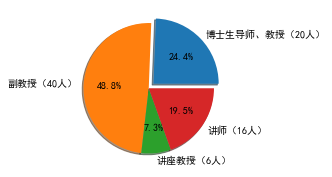 博士生导师、教授（20人）
24.4%
副教授（40人）
48.8%
19.5%
讲师（16人）
7.3%
讲座教授（6人）